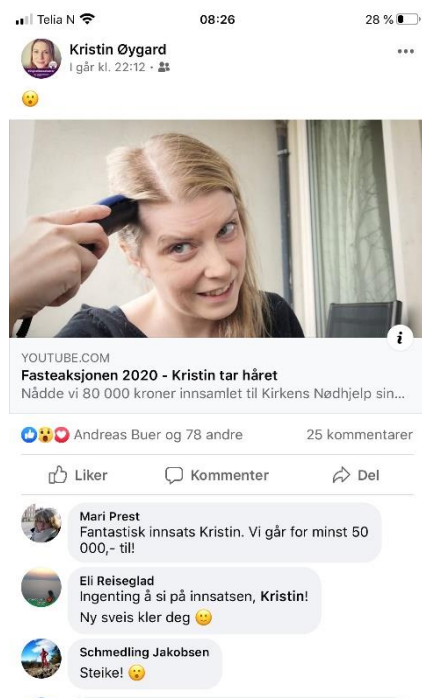 Telia N 08:26 28 %
Kristin Øygard
I går kl. 22:12 ·
YOUTUBE.COM
Fasteaksjonen 2020 - Kristin tar håret
Nådde vi 80 000 kroner innsamlet til Kirkens Nødhjelp sin...
Andreas Buer og 78 andre 25 kommentarer
Liker Kommenter Del
Mari Prest
Fantastisk innsats Kristin. Vi går for minst 50
000,- til!
Eli Reiseglad
Ingenting å si på innsatsen, Kristin!
Ny sveis kler deg 🙂
Schmedling Jakobsen
Steike! 😮